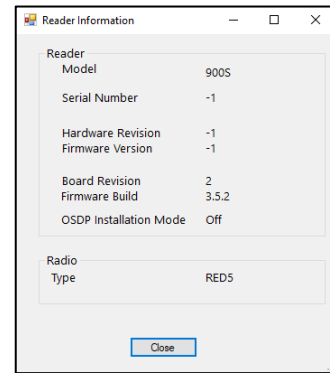 Reader Information
Reader
Model 900S
Serial Number -1
Hardware Revision -1
Firmware Version -1
Board Revision 2
Firmware Build 3.5.2
OSDP Installation Mode Off
Radio
Type RED5
Close